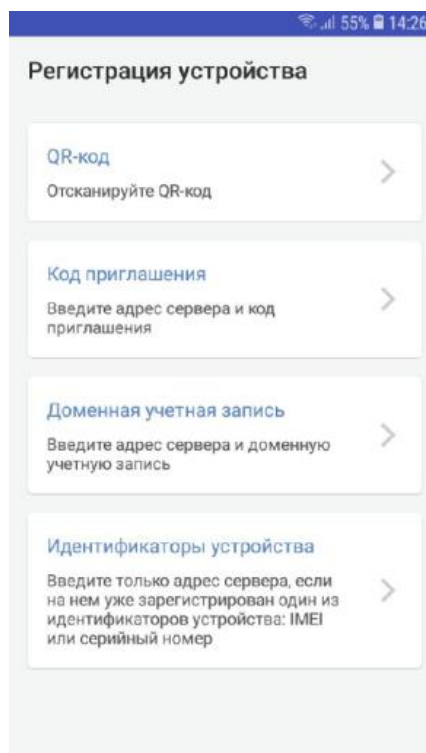 55% 14:26
Регистрация устройства
QR-код
Отсканируйте QR-код
Код приглашения
Введите адрес сервера и код
приглашения
Доменная учетная запись
Введите адрес сервера и доменную
учетную запись
Идентификаторы устройства
Введите только адрес сервера, если
на нем уже зарегистрирован один из
идентификаторов устройства: IMEI
или серийный номер